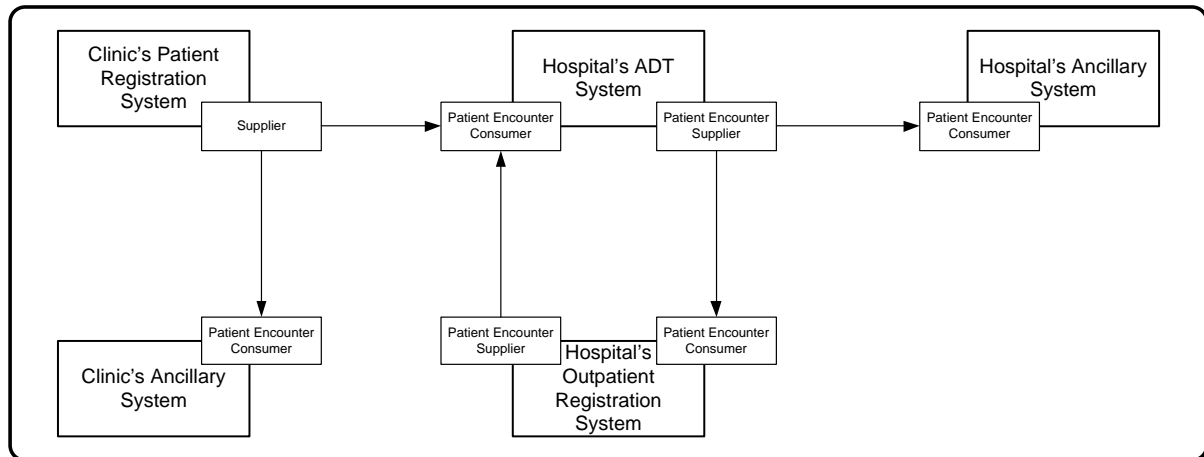 Clinic's Patient
Registration
System
Supplier
Hospital's ADT
System
Patient Encounter
Consumer
Patient Encounter
Supplier
Hospital's Ancillary
System
Patient Encounter
Consumer
Patient Encounter
Consumer
Clinic's Ancillary
System
Patient Encounter
Supplier
Patient Encounter
Consumer
Hospital's
Outpatient
Registration
System